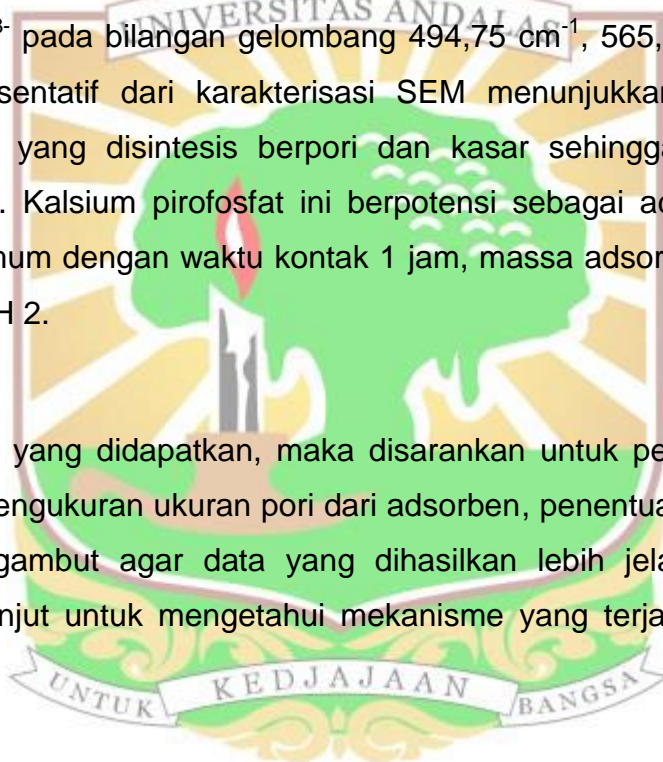 UNIVERSITAS ANDALAS
3- pada bilangan gelombang 494,75 cm-1, 565,
sentatif dari karakterisasi SEM menunjukkan
yang disintesis berpori dan kasar sehingga
. Kalsium pirofosfat ini berpotensi sebagai ad
num dengan waktu kontak 1 jam, massa adsor
H 2.
yang didapatkan, maka disarankan untuk pe
engukuran ukuran pori dari adsorben, penentua
gambut agar data yang dihasilkan lebih jela
njut untuk mengetahui mekanisme yang terja
UNTUK KEDJAJAAN BANGSA